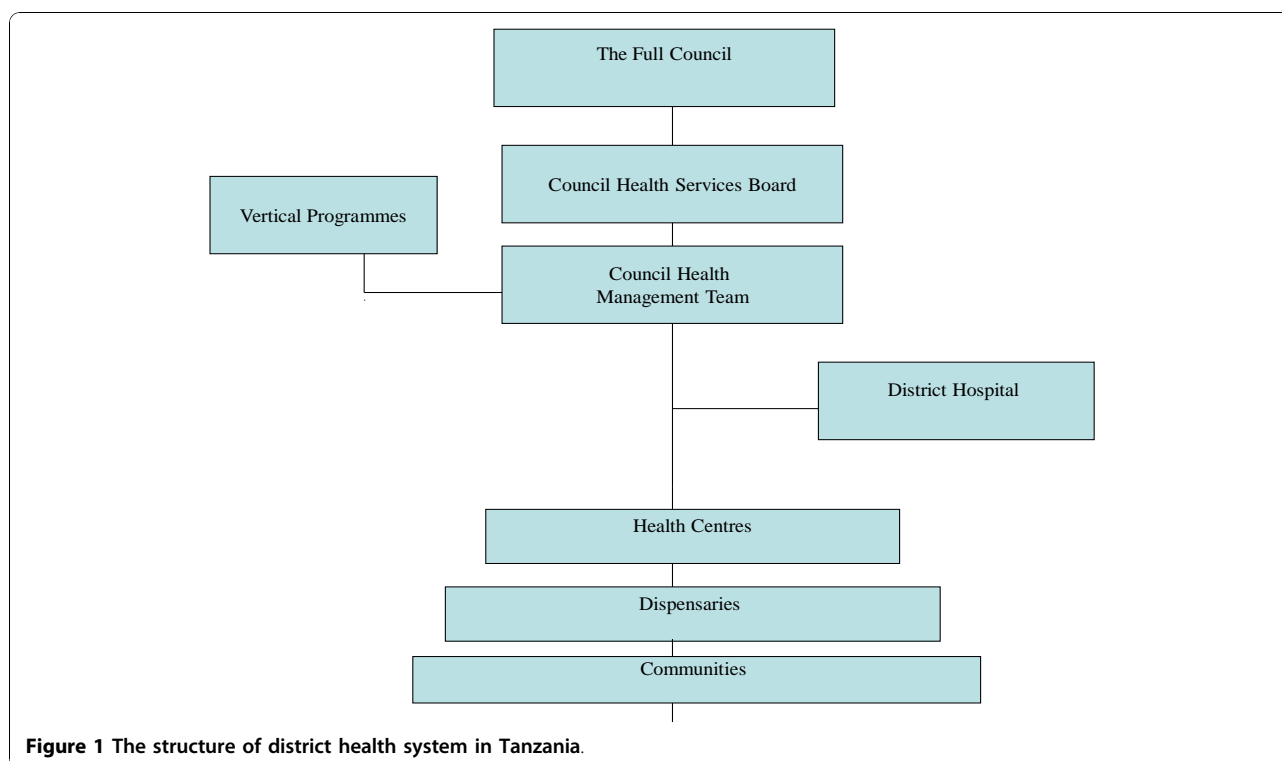 The Full Council
Council Health Services Board
Vertical Programmes
Council Health
Management Team
District Hospital
Health Centres
Dispensaries
Communities
Figure 1 The structure of district health system in Tanzania.